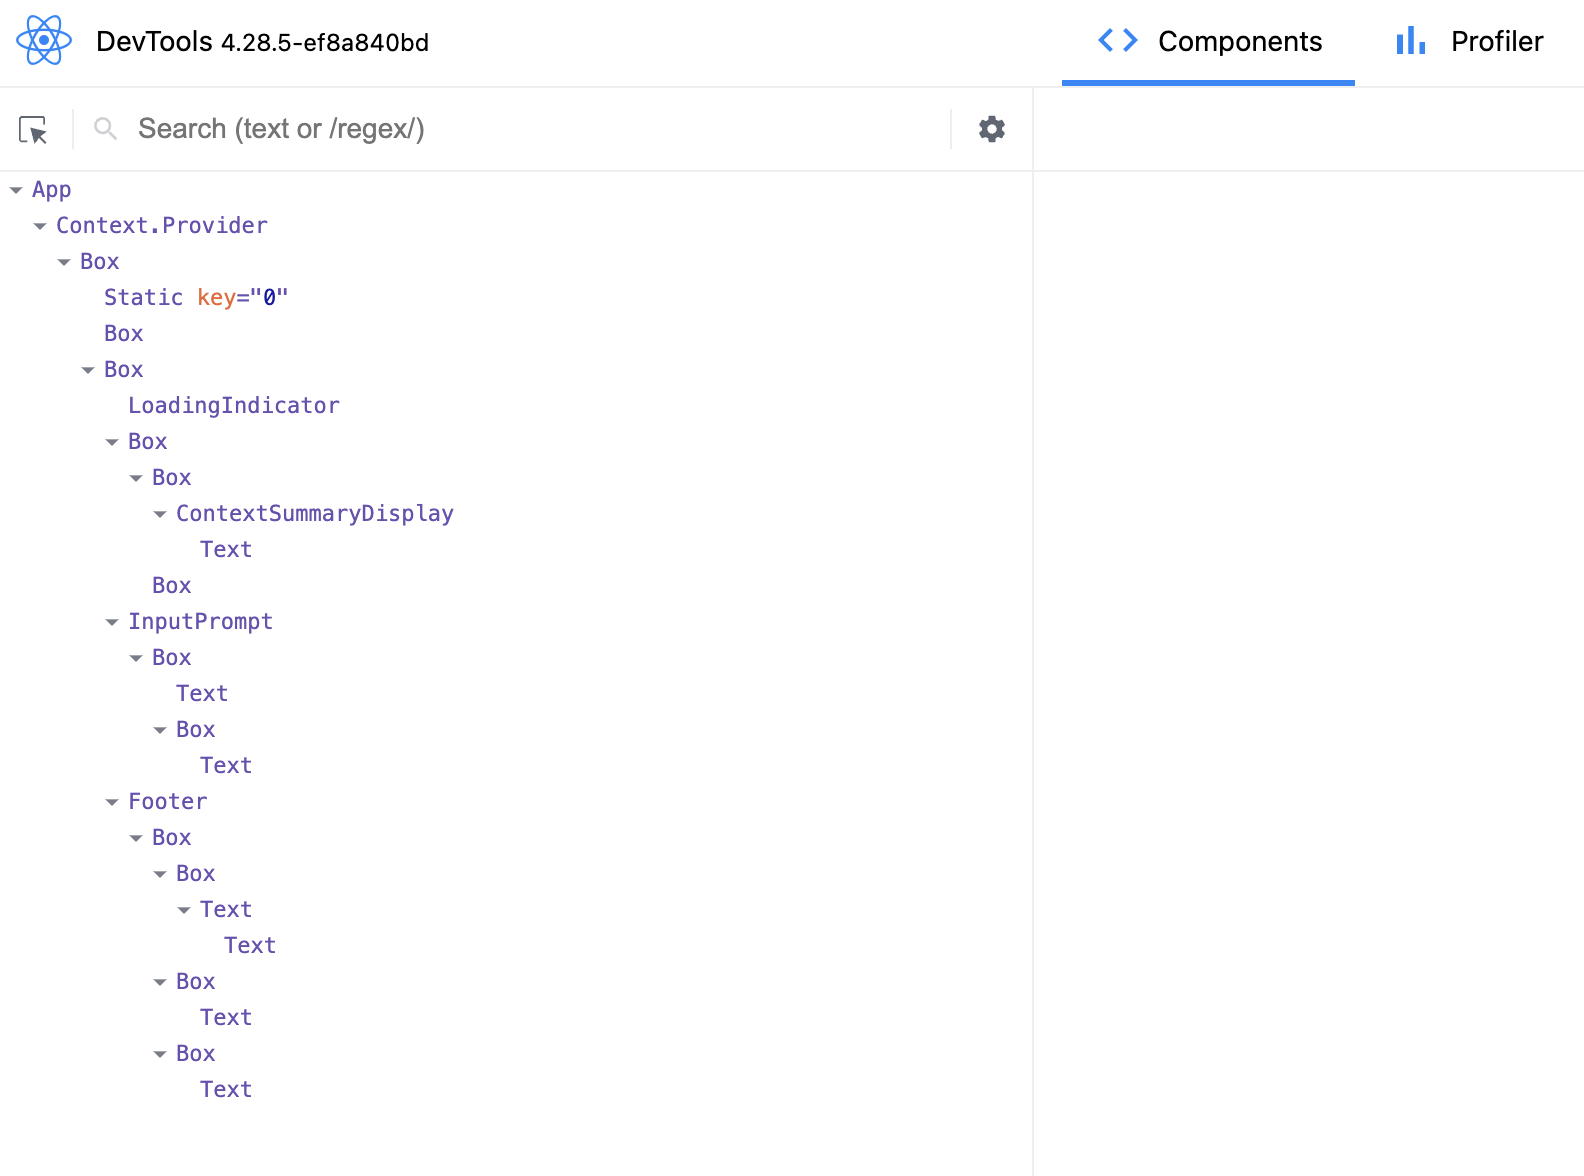 DevTools 4.28.5-ef8a840bd
Components
Profiler
Search (text or /regex/)
App
Context.Provider
Box
Static key="0"
Box
Box
LoadingIndicator
Box
Box
ContextSummaryDisplay
Text
Box
InputPrompt
Box
Text
Box
Text
Footer
Box
Box
Text
Text
Box
Text
Box
Text